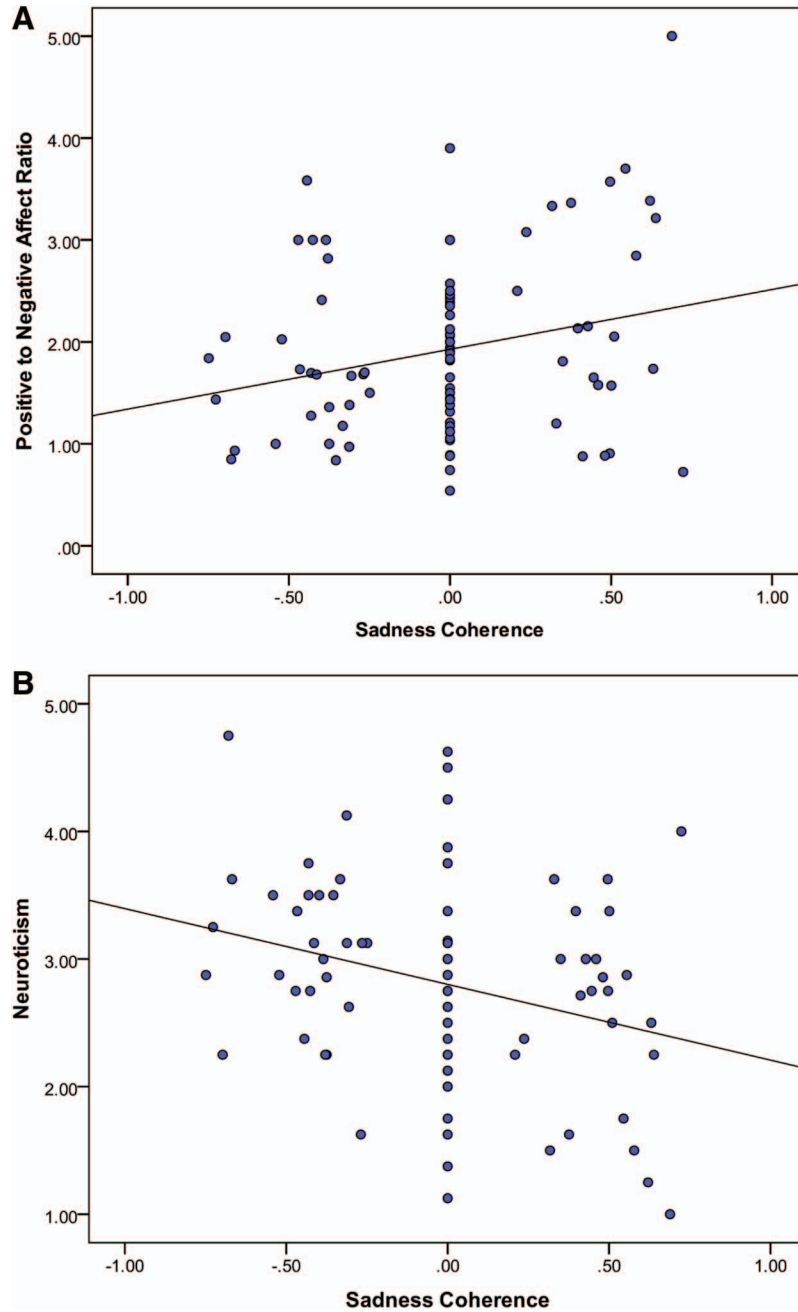 A
Positive to Negative Affect Ratio
5.00
4.00
3.00
2.00
1.00
.00
-1.00 -.50 .00 .50 1.00
Sadness Coherence
B
Neuroticism
5.00
4.00
3.00
2.00
1.00
-1.00 -.50 .00 .50 1.00
Sadness Coherence